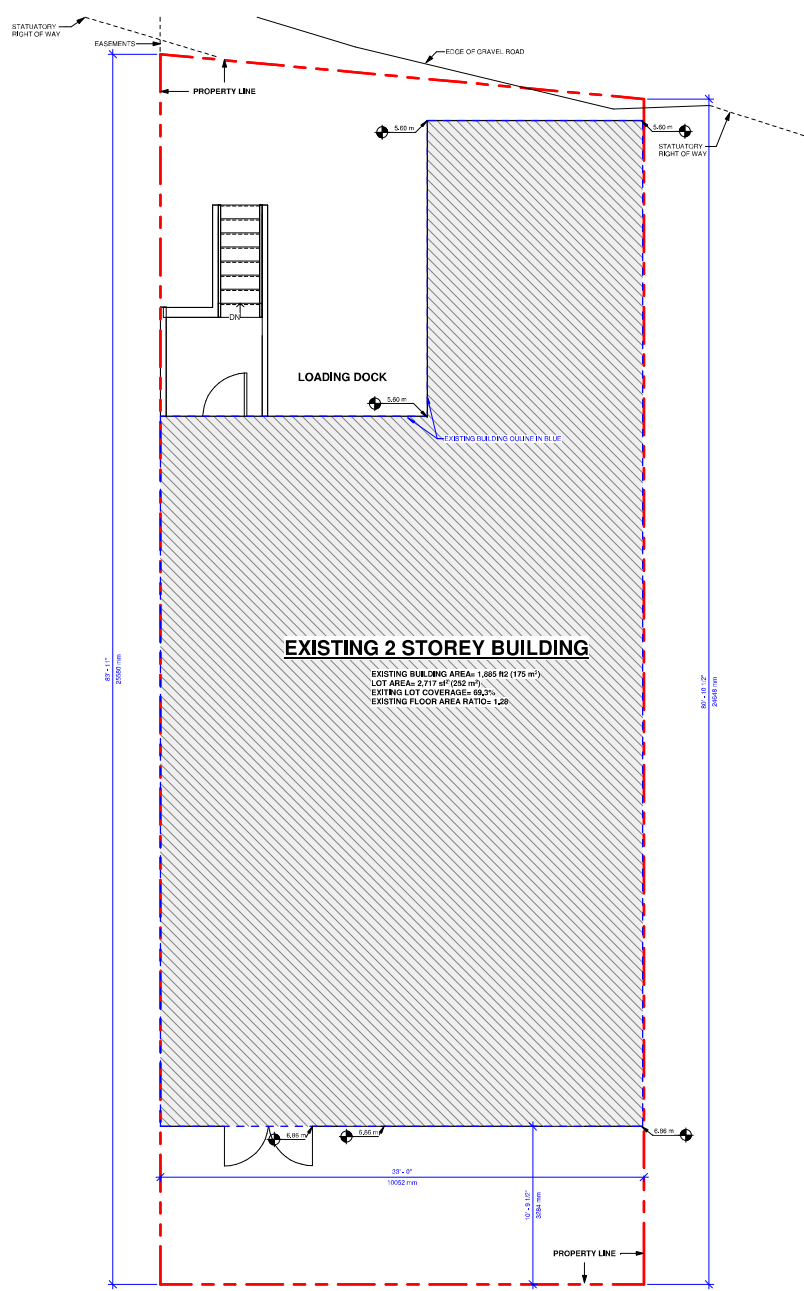 STATUATORY
RIGHT OF WAY
EASEMENTS
EDGE OF GRAVEL ROAD
PROPERTY LINE
5.60 m
5.60 m
STATUATORY
RIGHT OF WAY
DN
LOADING DOCK
5.60 m
EXISTING BUILDING OULINE IN BLUE
EXISTING 2 STOREY BUILDING
EXISTING BUILDING AREA= 1,885 ft2 (175 m²)
LOT AREA= 2,717 sf² (252 m²)
EXITING LOT COVERAGE= 69.3%
EXISTING FLOOR AREA RATIO= 1.28
83' - 11"
25580 mm
80' - 10 1/2"
24648 mm
6.86 m
6.86 m
6.86 m
33' - 0"
10052 mm
10' - 9 1/2"
3284 mm
PROPERTY LINE